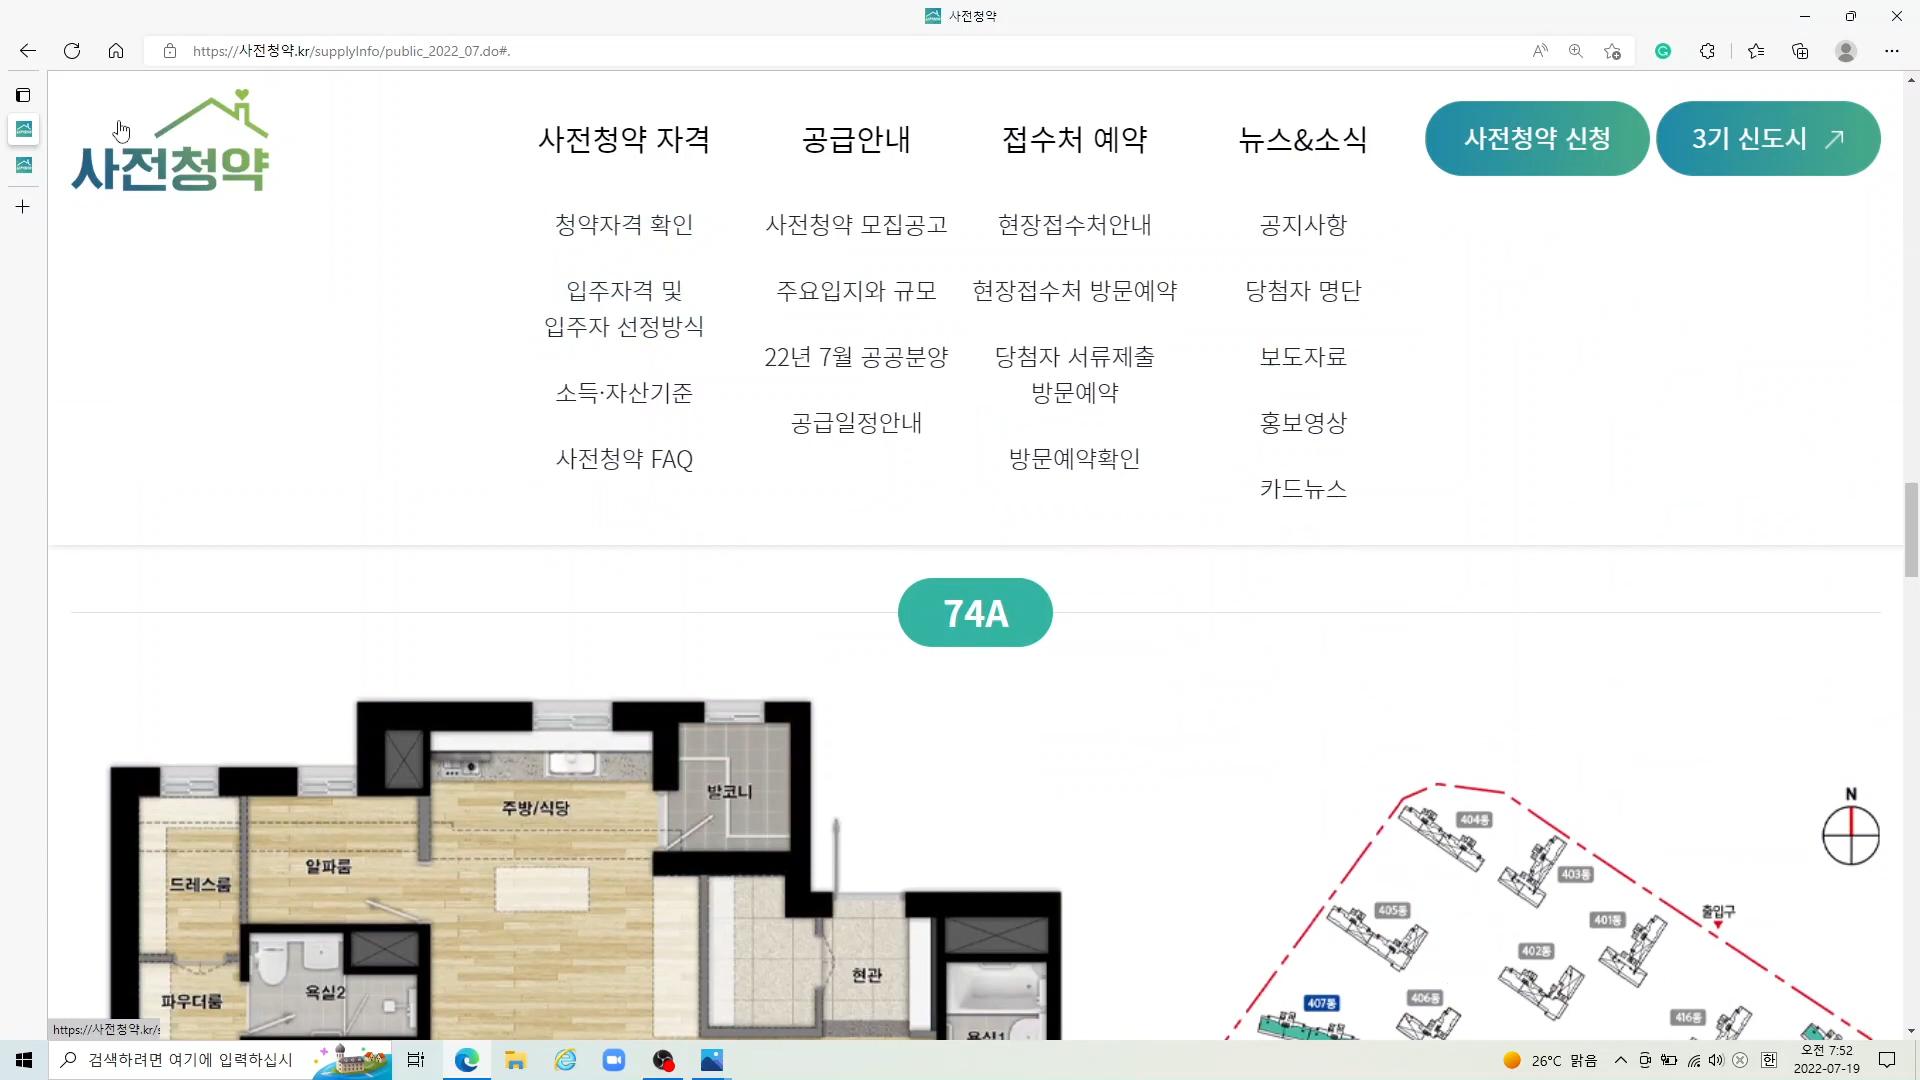 사전청약
https://사전청약.kr/supplyInfo/public_2022_07.do#.
사전청약
사전청약 자격
공급안내
접수처 예약
뉴스&소식
사전청약 신청
3기 신도시
청약자격 확인
사전청약 모집공고
현장접수처안내
공지사항
입주자격 및
입주자 선정방식
주요입지와 규모
현장접수처 방문예약
당첨자 명단
22년 7월 공공분양
당첨자 서류제출
방문예약
보도자료
소득·자산기준
공급일정안내
홍보영상
사전청약 FAQ
방문예약확인
카드뉴스
74A
발코니
주방/식당
알파룸
드레스룸
현관
욕실2
파우더룸
욕실1
N
404동
403동
405동
401동
출입구
402동
406동
407동
416동
https://사전청약.kr/s
검색하려면 여기에 입력하십시
26°C 맑음
한
오전 7:52
2022-07-19